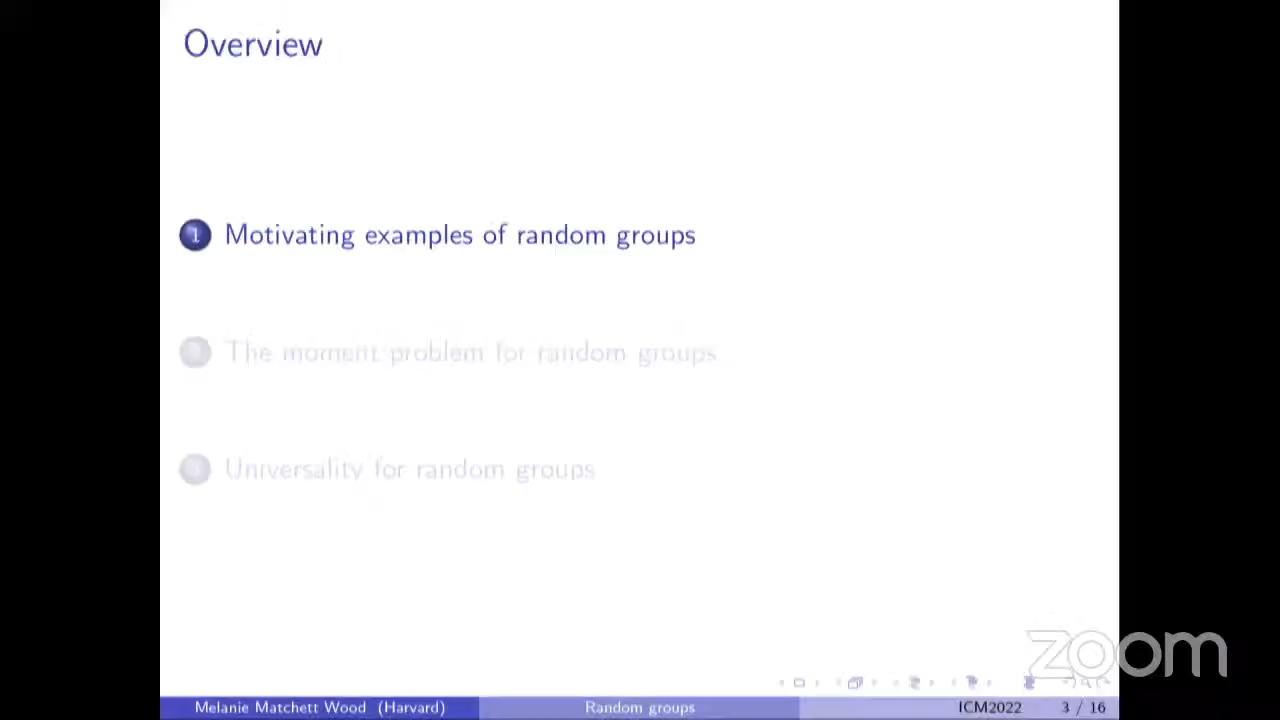 Overview
1 Motivating examples of random groups
The moment problem for random groups
Universality for random groups
zoom
Melanie Matchett Wood (Harvard) Random groups ICM2022 3 / 16